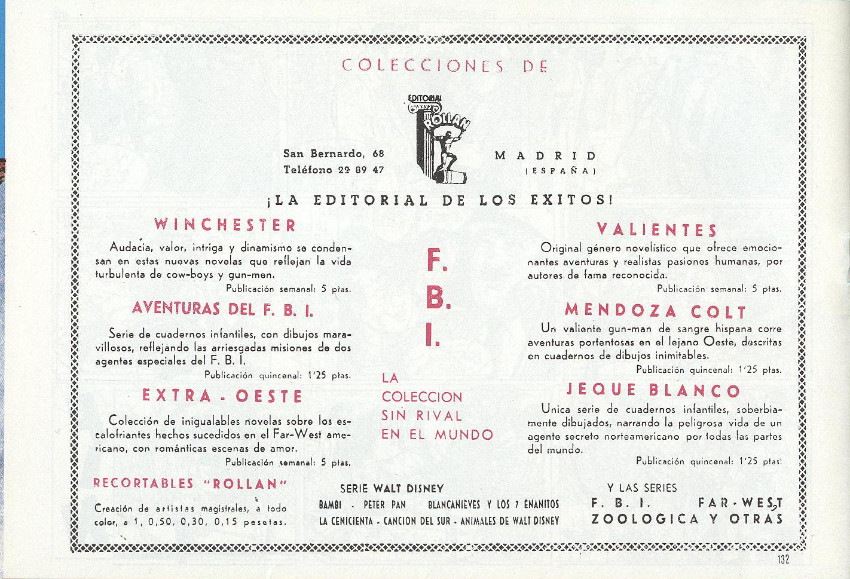 COLECCIONES DE
EDITORIAL
ROLLAN
San Bernardo, 68
Teléfono 22 89 47
MADRID
(ESPAÑA)
¡LA EDITORIAL DE LOS EXITOS!
WINCHESTER
Audacia, valor, intriga y dinamismo se conden-
san en estas nuevas novelas que reflejan la vida
turbulenta de cow-boys y gun-men.
Publicación semanal: 5 ptas.
AVENTURAS DEL F. B. I.
Serie de cuadernos infantiles, con dibujos mara-
villosos, reflejando las arriesgadas misiones de dos
agentes especiales del F. B. I.
Publicación quincenal: 1'25 ptas.
EXTRA - OESTE
Colección de inigualables novelas sobre los es-
calofriantes hechos sucedidos en el Far-West ame-
ricano, con románticas escenas de amor.
Publicación semanal: 5 ptas.
RECORTABLES "ROLLAN"
Creación de artistas magistrales, a todo
color, a 1, 0,50, 0,30, 0,15 pesetas.
F.
B.
I.
LA
COLECCION
SIN RIVAL
EN EL MUNDO
SERIE WALT DISNEY
BAMBI - PETER PAN BLANCANIEVES Y LOS 7 ENANITOS
LA CENICIENTA - CANCION DEL SUR - ANIMALES DE WALT DISNEY
VALIENTES
Original género novelístico que ofrece emocio-
nantes aventuras y realistas pasiones humanas, por
autores de fama reconocida.
Publicación semanal: 5 ptas.
MENDOZA COLT
Un valiante gun-man de sangre hispana corre
aventuras portentosas en el lejano Oeste, descritas
en cuadernos de dibujos inimitables.
Publicación quincenal: 1'25 ptas.
JEQUE BLANCO
Unica serie de cuadernos infantiles, soberbia-
mente dibujados, narrando la peligrosa vida de un
agente secreto norteamericano por todas las partes
del mundo.
Publicación quincenal: 1'25 ptas.
Y LAS SERIES
F. B. I. FAR-WEST
ZOOLOGICA Y OTRAS
132